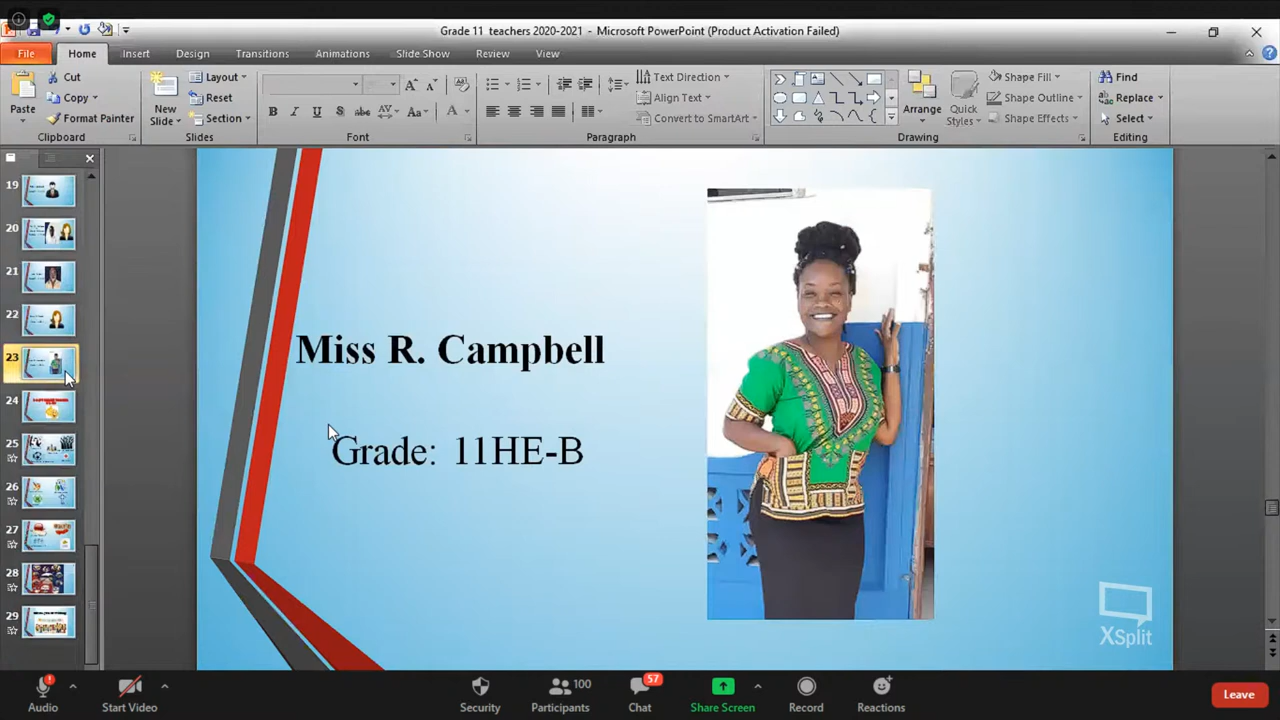 Grade 11 teachers 2020-2021 - Microsoft PowerPoint (Product Activation Failed)
File Home Insert Design Transitions Animations Slide Show Review View
Paste
Cut
Copy
Format Painter
Clipboard
New Slide
Layout
Reset
Section
Slides
B I U S abc AV Aa A
Font
Paragraph
Text Direction
Align Text
Convert to SmartArt
Arrange
Quick Styles
Shape Fill
Shape Outline
Shape Effects
Drawing
Find
Replace
Select
Editing
19
20
21
22
23
24
25
26
27
28
29
Miss R. Campbell
Grade: 11HE-B
XSplit
Audio
Start Video
Security
Participants 100
Chat 57
Share Screen
Record
Reactions
Leave